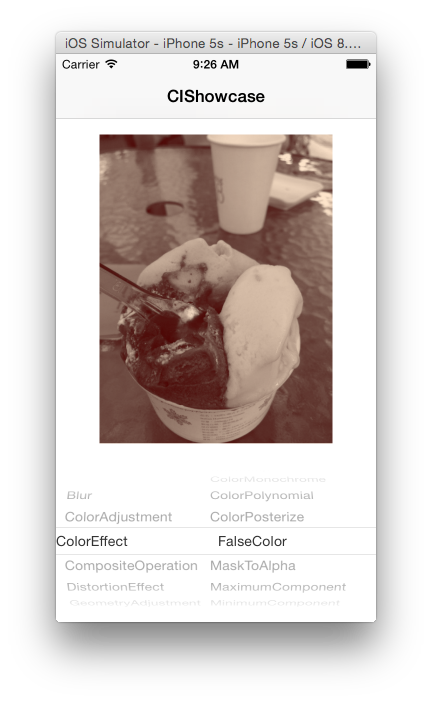 iOS Simulator - iPhone 5s - iPhone 5s / iOS 8....
Carrier 9:26 AM
CIShowcase
ColorMonochrome
Blur ColorPolynomial
ColorAdjustment ColorPosterize
ColorEffect FalseColor
CompositeOperation MaskToAlpha
DistortionEffect MaximumComponent
GeometryAdjustment MinimumComponent